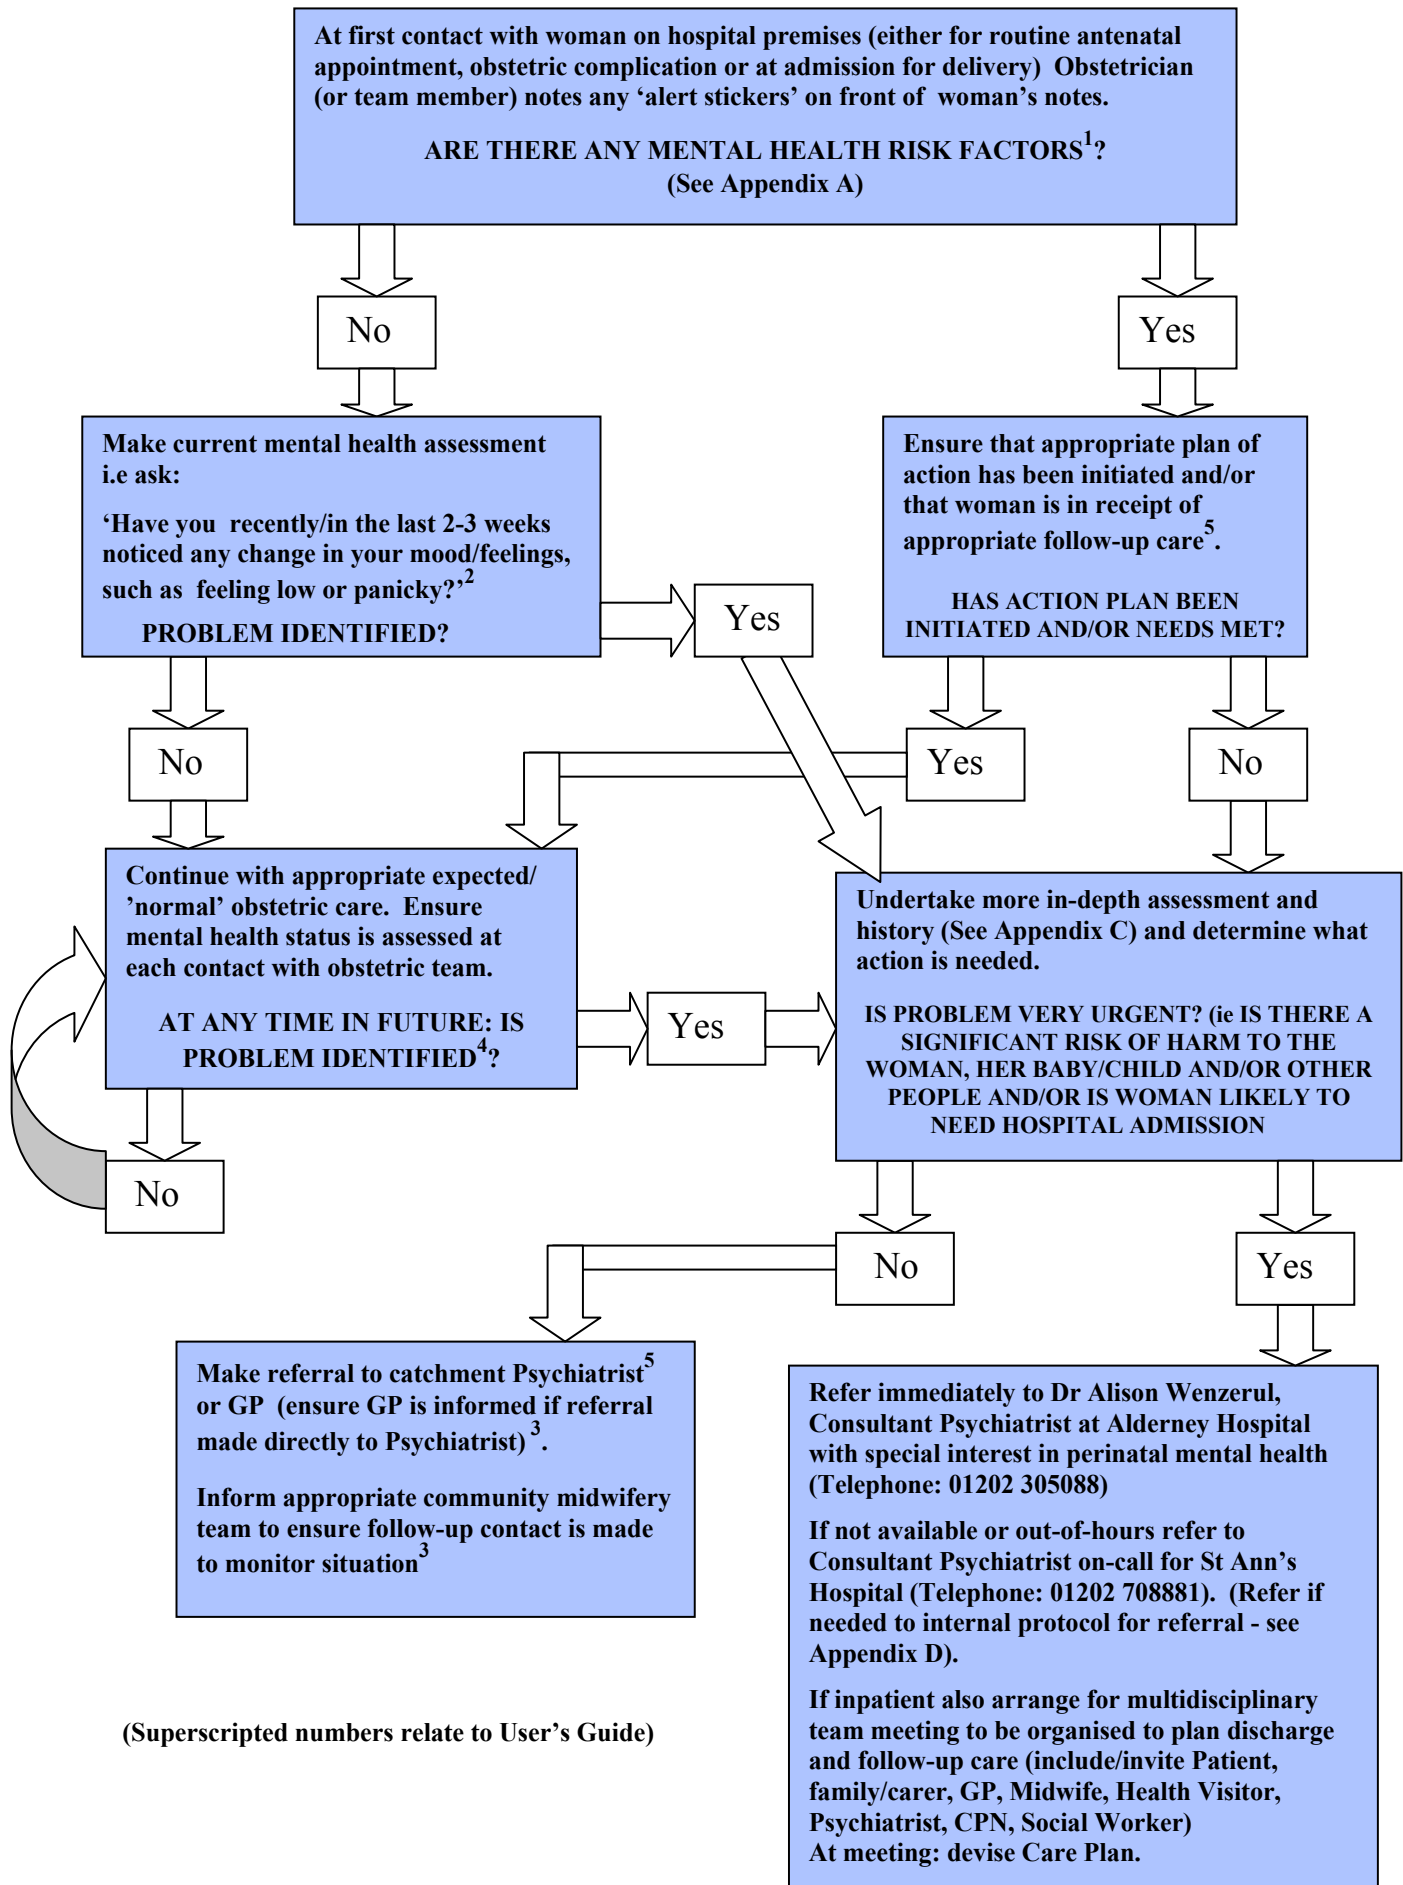 At first contact with woman on hospital premises (either for routine antenatal
appointment, obstetric complication or at admission for delivery)  Obstetrician
(or team member) notes any ‘alert stickers’ on front of  woman’s notes.
ARE THERE ANY MENTAL HEALTH RISK FACTORS1?
(See Appendix A)
No
Yes
Make current mental health assessment
i.e ask:
‘Have you  recently/in the last 2-3 weeks
noticed any change in your mood/feelings,
such as  feeling low or panicky?’2
PROBLEM IDENTIFIED?
Ensure that appropriate plan of
action has been initiated and/or
that woman is in receipt of
appropriate follow-up care5.
HAS ACTION PLAN BEEN
INITIATED AND/OR NEEDS MET?
Yes
No
Yes
No
Continue with appropriate expected/
’normal’ obstetric care.  Ensure
mental health status is assessed at
each contact with obstetric team.
AT ANY TIME IN FUTURE: IS
PROBLEM IDENTIFIED4?
Yes
Undertake more in-depth assessment and
history (See Appendix C) and determine what
action is needed.
IS PROBLEM VERY URGENT? (ie IS THERE A
SIGNIFICANT RISK OF HARM TO THE
WOMAN, HER BABY/CHILD AND/OR OTHER
PEOPLE AND/OR IS WOMAN LIKELY TO
NEED HOSPITAL ADMISSION
No
No
Yes
Make referral to catchment Psychiatrist5
or GP  (ensure GP is informed if referral
made directly to Psychiatrist) 3.
Inform appropriate community midwifery
team to ensure follow-up contact is made
to monitor situation3
Refer immediately to Dr Alison Wenzerul,
Consultant Psychiatrist at Alderney Hospital
with special interest in perinatal mental health
(Telephone: 01202 305088)
If not available or out-of-hours refer to
Consultant Psychiatrist on-call for St Ann’s
Hospital (Telephone: 01202 708881).  (Refer if
needed to internal protocol for referral - see
Appendix D).
If inpatient also arrange for multidisciplinary
team meeting to be organised to plan discharge
and follow-up care (include/invite Patient,
family/carer, GP, Midwife, Health Visitor,
Psychiatrist, CPN, Social Worker)
At meeting: devise Care Plan.
(Superscripted numbers relate to User’s Guide)